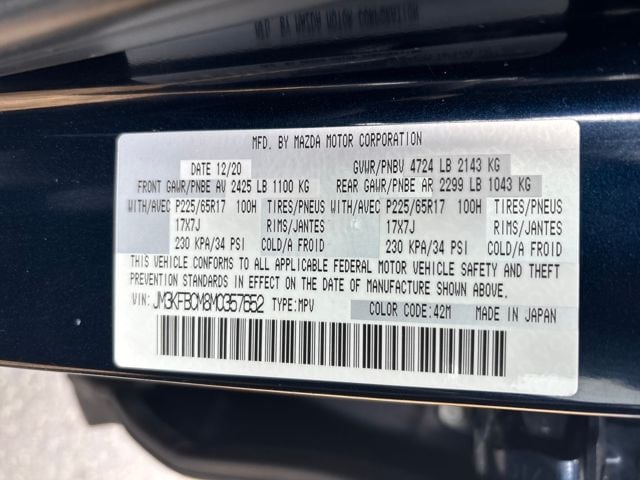 MFD. BY MAZDA MOTOR CORPORATION
DATE 12/20 GVWR/PNBV 4724 LB 2143 KG
FRONT GAWR/PNBE AV 2425 LB 1100 KG REAR GAWR/PNBE AR 2299 LB 1043 KG
WITH/AVEC P225/65R17 100H TIRES/PNEUS WITH/AVEC P225/65R17 100H TIRES/PNEUS
17X7J RIMS/JANTES 17X7J RIMS/JANTES
230 KPA/34 PSI COLD/A FROID 230 KPA/34 PSI COLD/A FROID
THIS VEHICLE CONFORMS TO ALL APPLICABLE FEDERAL MOTOR VEHICLE SAFETY AND THEFT
PREVENTION STANDARDS IN EFFECT ON THE DATE OF MANUFACTURE SHOWN ABOVE.
VIN: JM3KFBCM8M0357652 TYPE:MPV COLOR CODE:42M MADE IN JAPAN